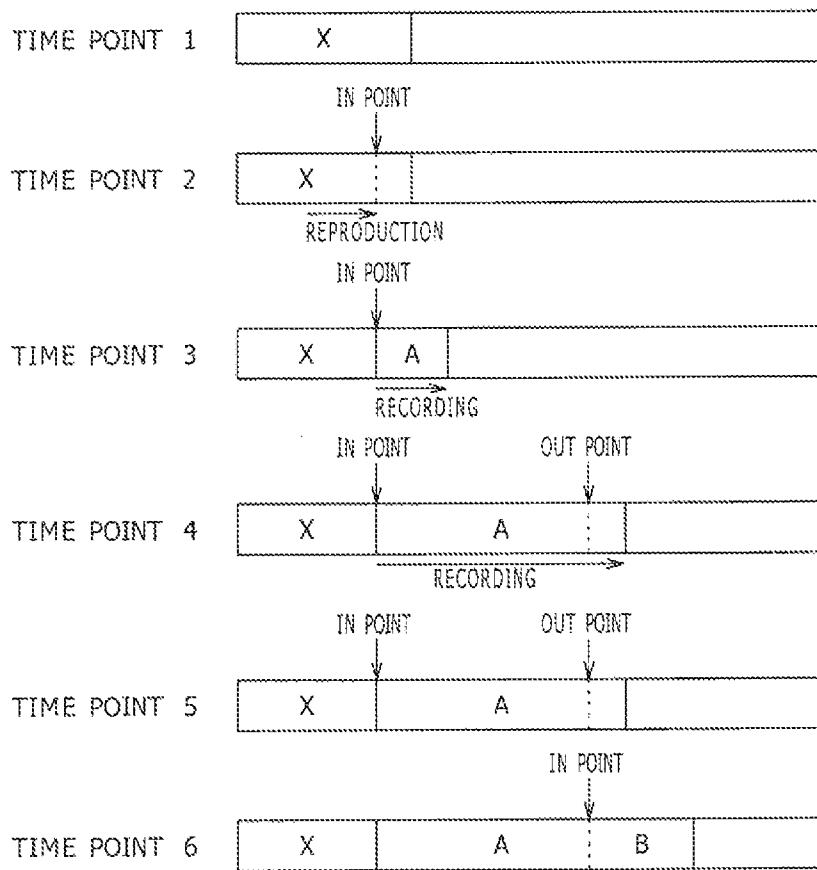 TIME POINT 1 X
IN POINT
TIME POINT 2 X
REPRODUCTION
IN POINT
TIME POINT 3 X A
RECORDING
IN POINT OUT POINT
TIME POINT 4 X A
RECORDING
IN POINT OUT POINT
TIME POINT 5 X A
IN POINT
TIME POINT 6 X A B